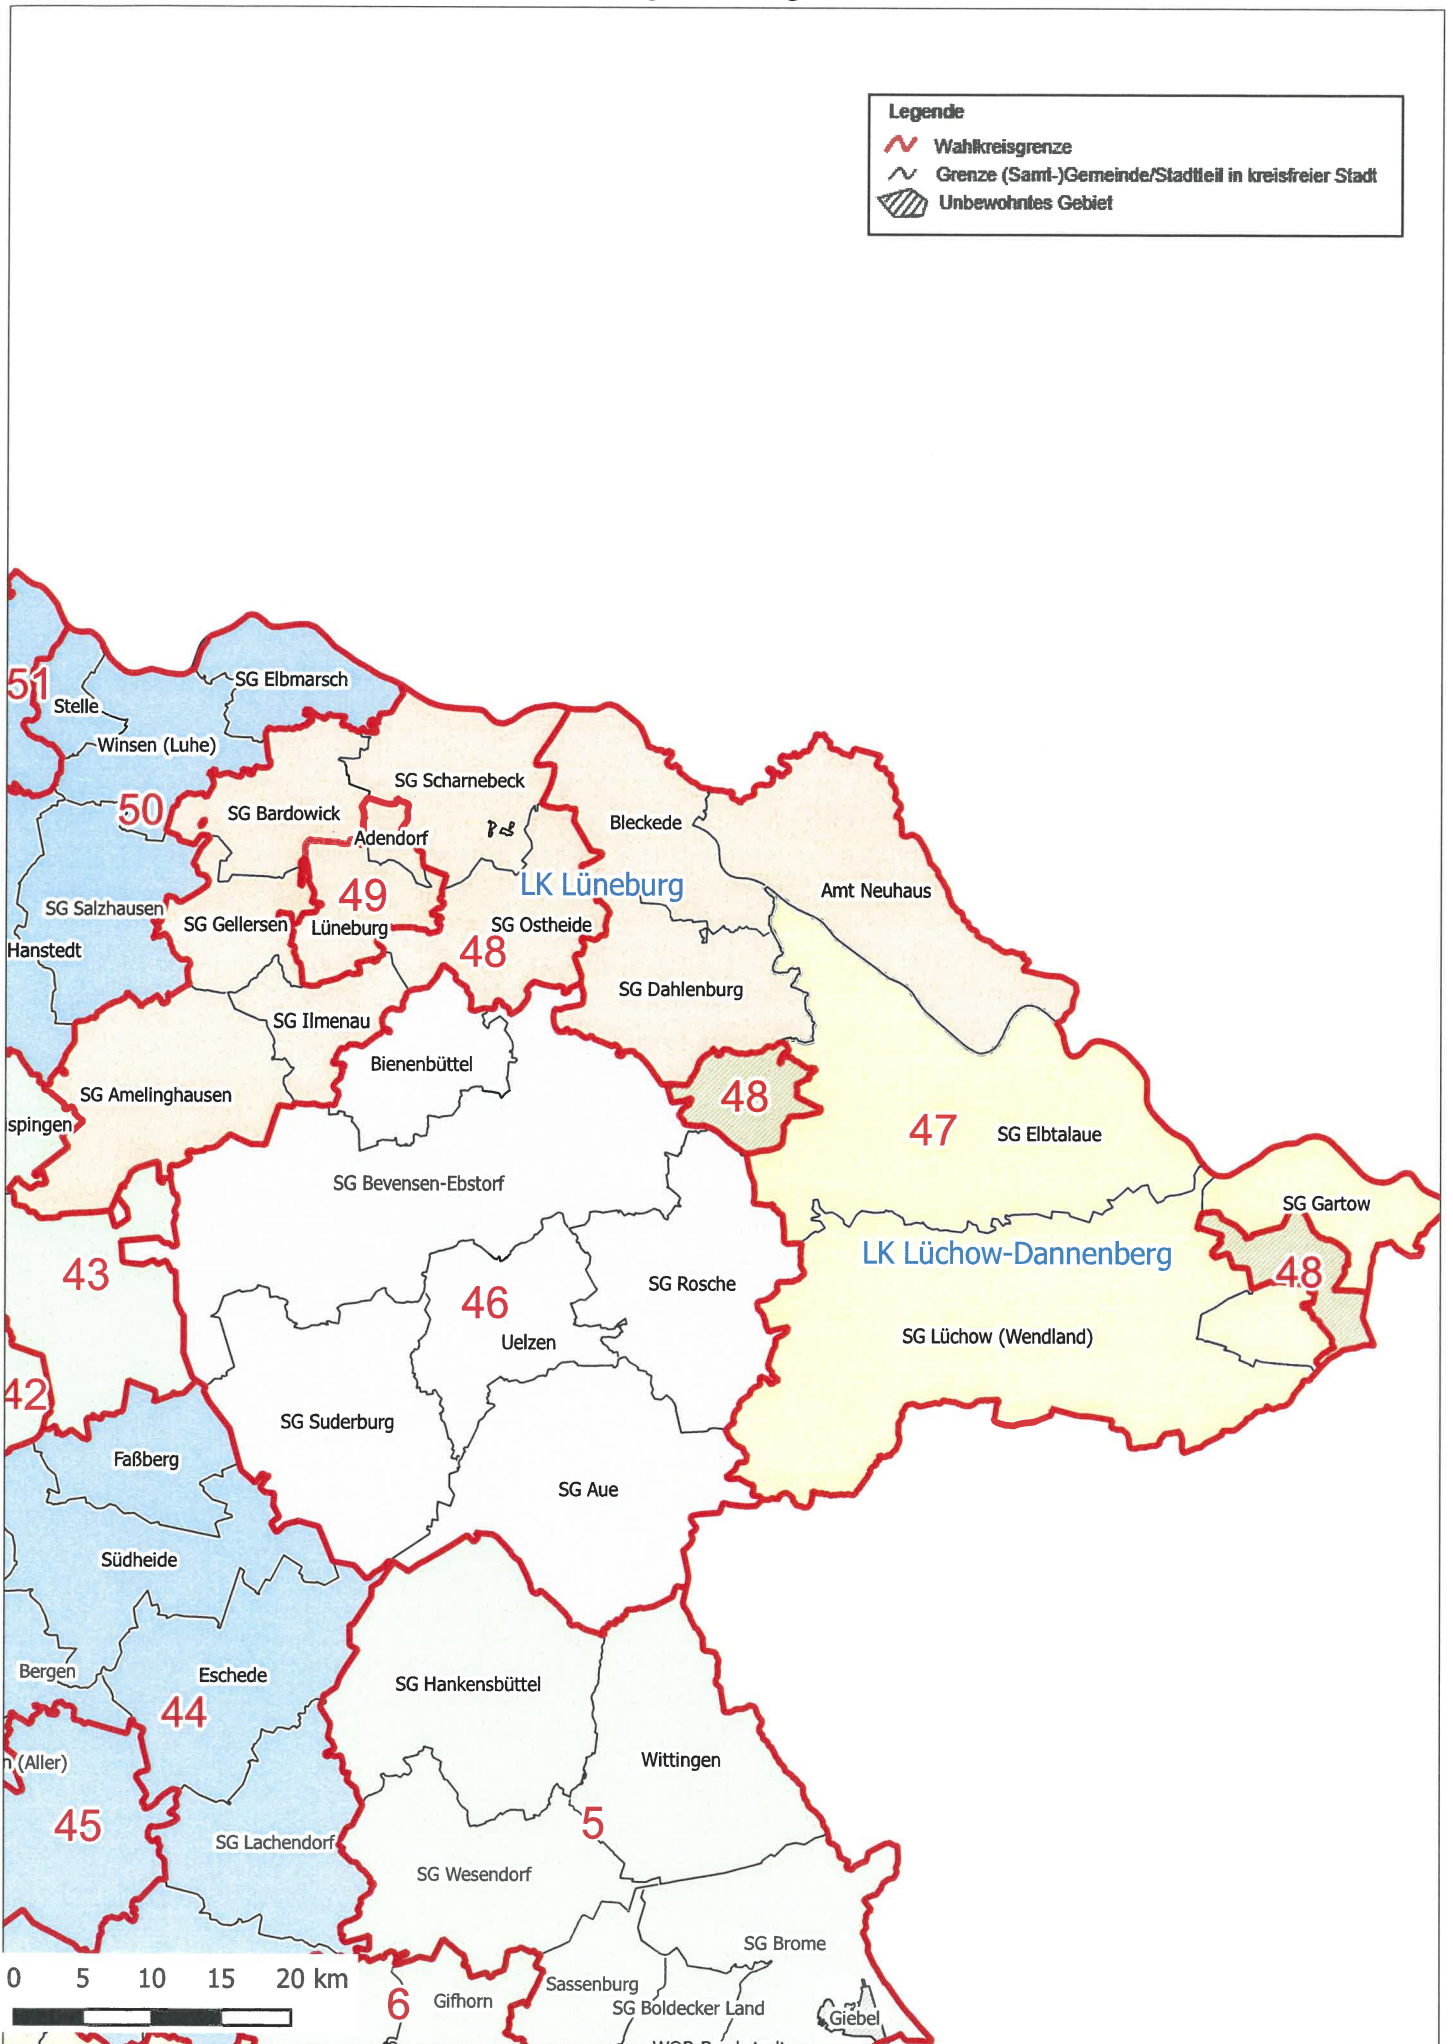 Legende
Wahlkreisgrenze
Grenze (Samt-)Gemeinde/Stadtteil in kreisfreier Stadt
Unbewohntes Gebiet
51
Stelle
SG Elbmarsch
Winsen (Luhe)
50
SG Scharnebeck
SG Bardowick
Adendorf
Bleckede
LK Lüneburg
Amt Neuhaus
49
SG Salzhausen
SG Gellersen
Lüneburg
SG Ostheide
48
Hanstedt
SG Dahlenburg
SG Ilmenau
Bienenbüttel
SG Amelinghausen
48
spingen
47
SG Elbtalaue
SG Bevensen-Ebstorf
SG Gartow
LK Lüchow-Dannenberg
43
48
SG Rosche
46
Uelzen
SG Lüchow (Wendland)
42
SG Suderburg
Faßberg
SG Aue
Südheide
Bergen
Eschede
SG Hankensbüttel
44
Wittingen
n (Aller)
45
5
SG Lachendorf
SG Wesendorf
SG Brome
0 5 10 15 20 km
Sassenburg
6
Gifhorn
SG Boldecker Land
Giebel